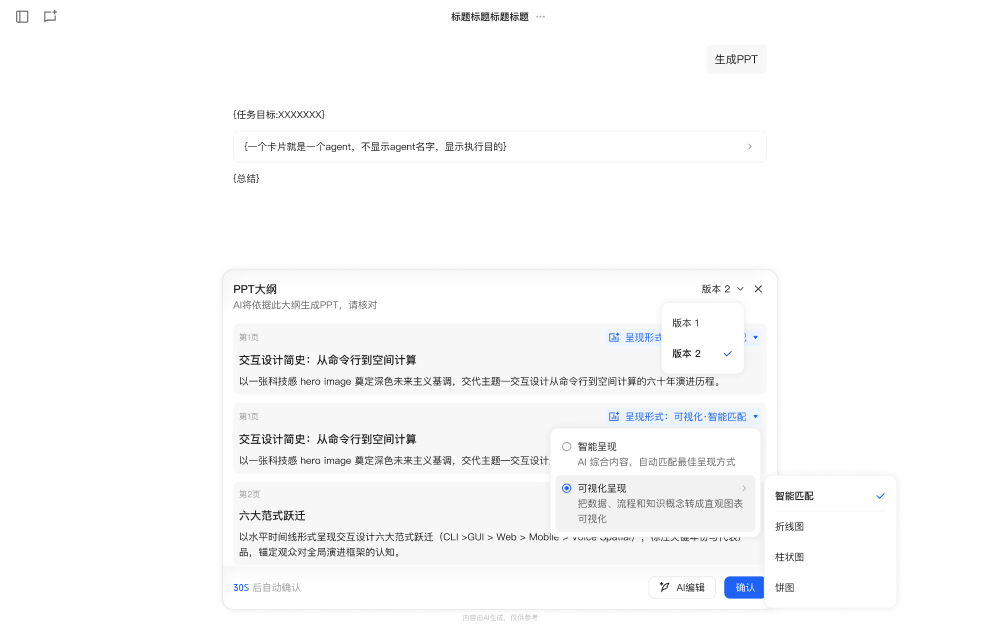 标题标题标题标题 ···
生成PPT
{任务目标:XXXXXXX}
{一个卡片就是一个agent，不显示agent名字，显示执行目的}
{总结}
PPT大纲
版本 2
AI将依据此大纲生成PPT，请核对
版本 1
版本 2
第1页
呈现形式
交互设计简史：从命令行到空间计算
以一张科技感 hero image 奠定深色未来主义基调，交代主题—交互设计从命令行到空间计算的六十年演进历程。
第1页
呈现形式：可视化·智能匹配
交互设计简史：从命令行到空间计算
以一张科技感 hero image 奠定深色未来主义基调，交代主题—交互设计
智能呈现
AI 综合内容，自动匹配最佳呈现方式
可视化呈现
把数据、流程和知识概念转成直观图表
可视化
智能匹配
折线图
柱状图
饼图
第2页
六大范式跃迁
以水平时间线形式呈现交互设计六大范式跃迁（CLI >GUI > Web > Mobile > Voice Spatial），标注关键年份与代表产
品，锚定观众对全局演进框架的认知。
30S 后自动确认
AI编辑
确认
内容由AI生成，仅供参考